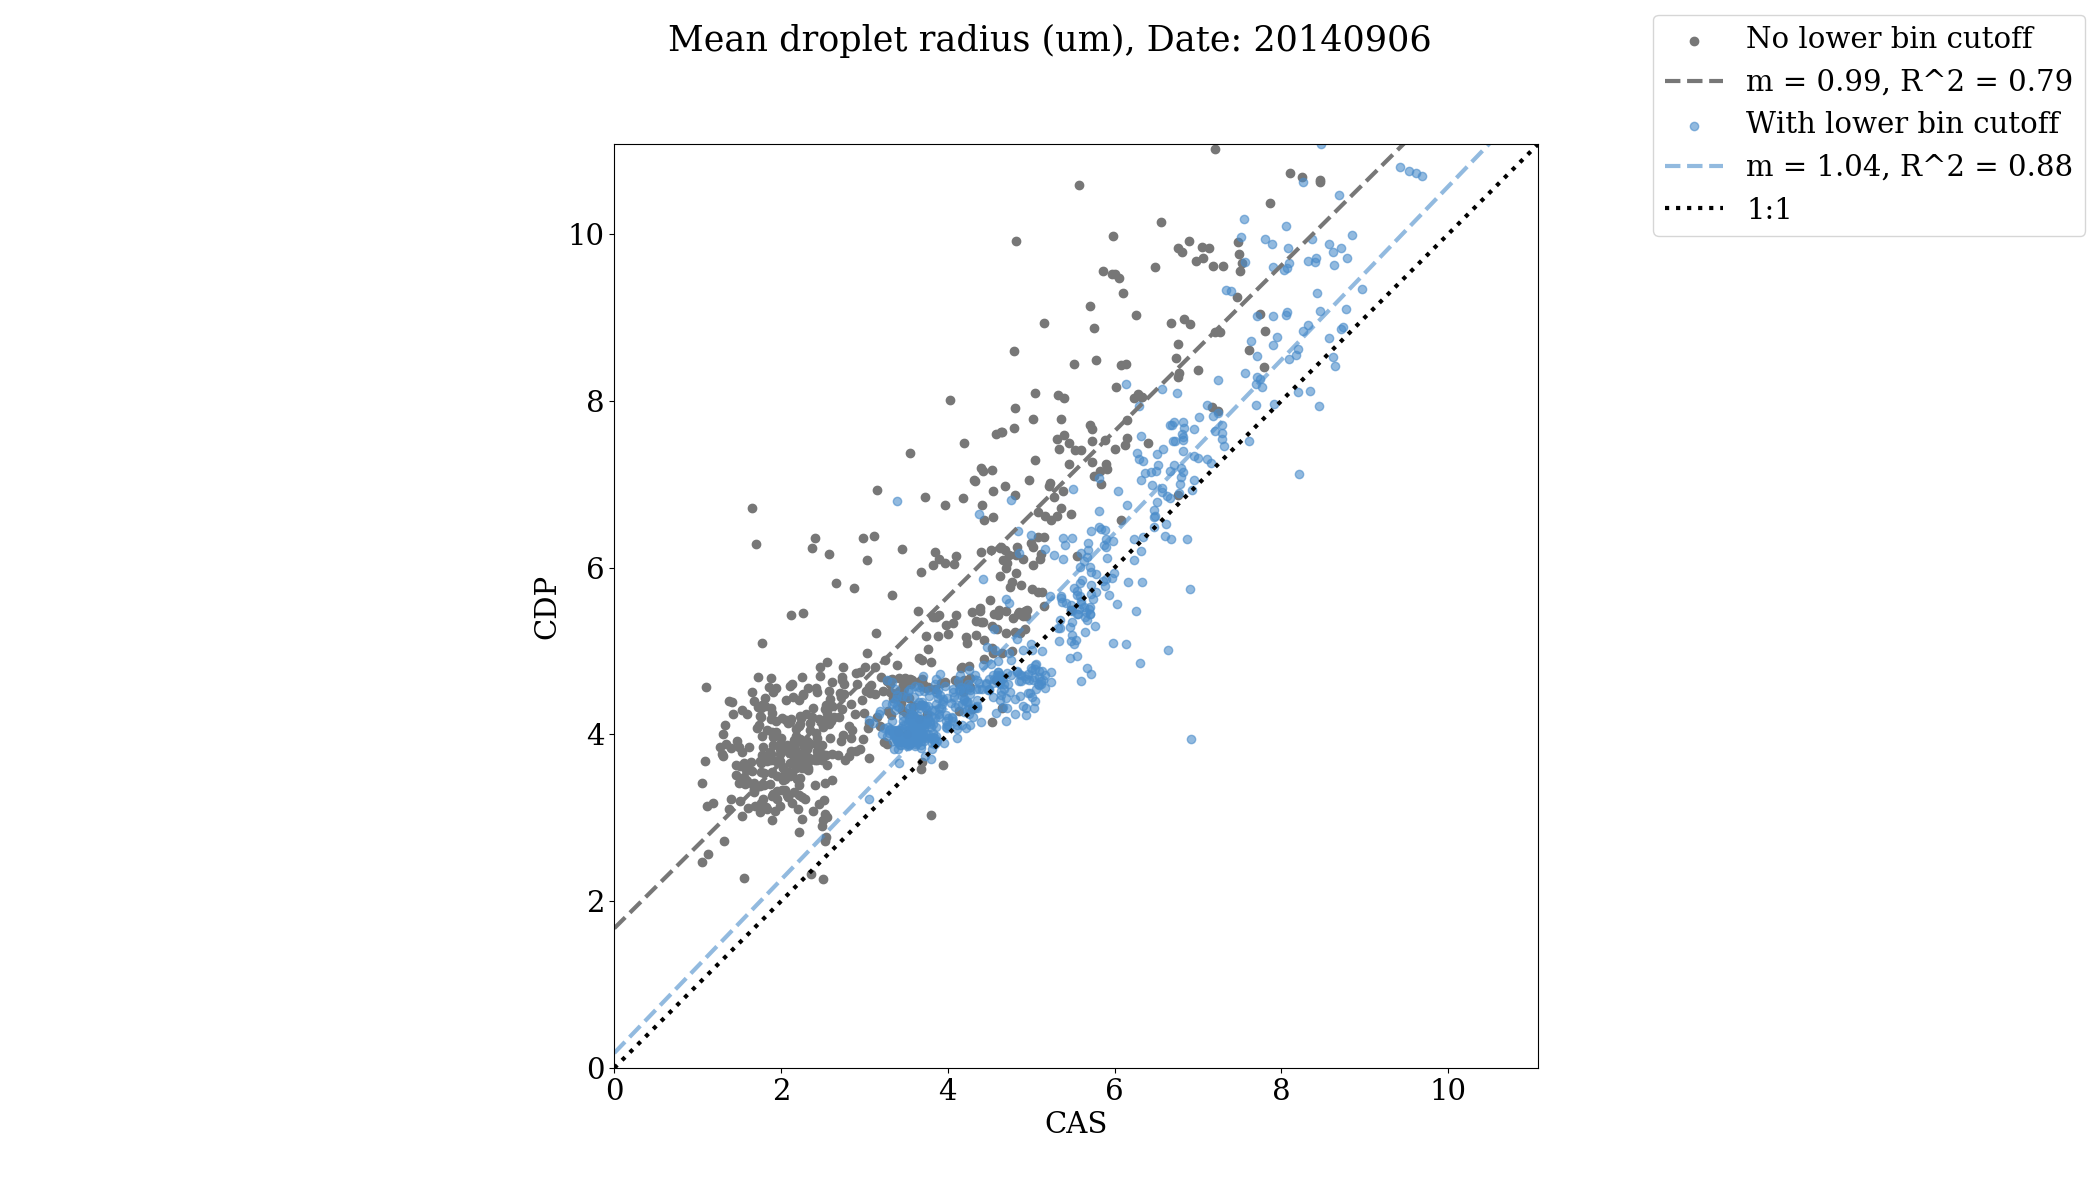 Mean droplet radius (um), Date: 20140906
No lower bin cutoff
m = 0.99, R^2 = 0.79
With lower bin cutoff
m = 1.04, R^2 = 0.88
1:1
10
8
6
4
2
0
CDP
0 2 4 6 8 10
CAS